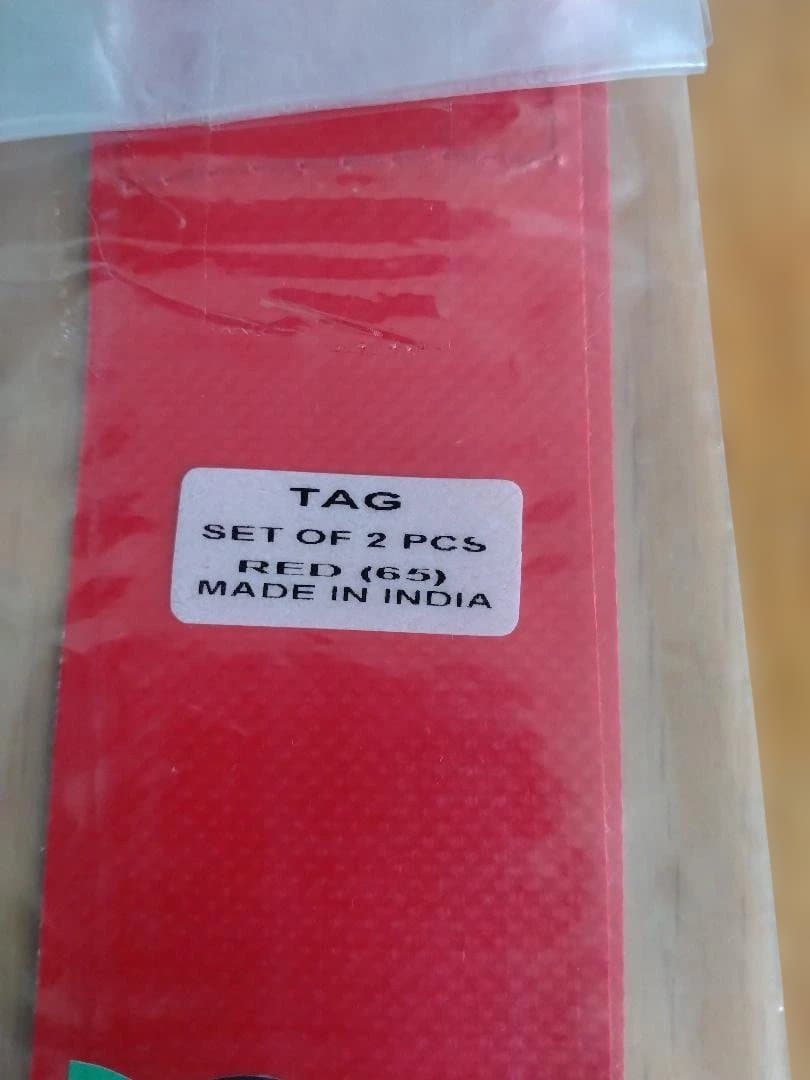 TAG
SET OF 2 PCS
RED (65)
MADE IN INDIA